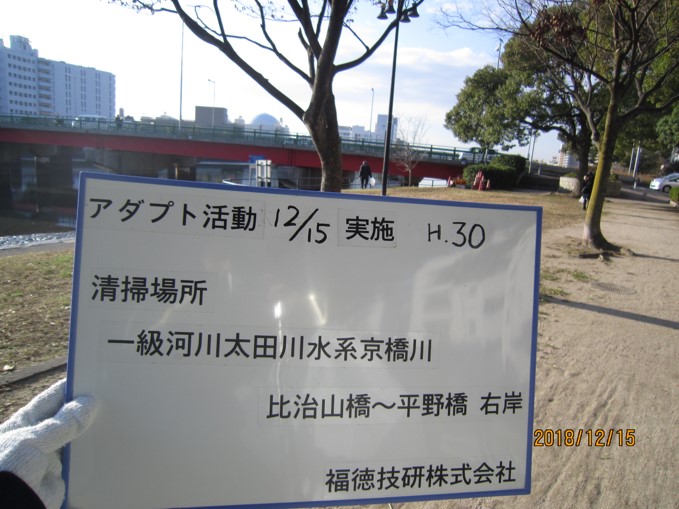 アダプト活動 12/15 実施 H.30
清掃場所
一級河川太田川水系京橋川
比治山橋～平野橋 右岸
福徳技研株式会社
2018/12/15